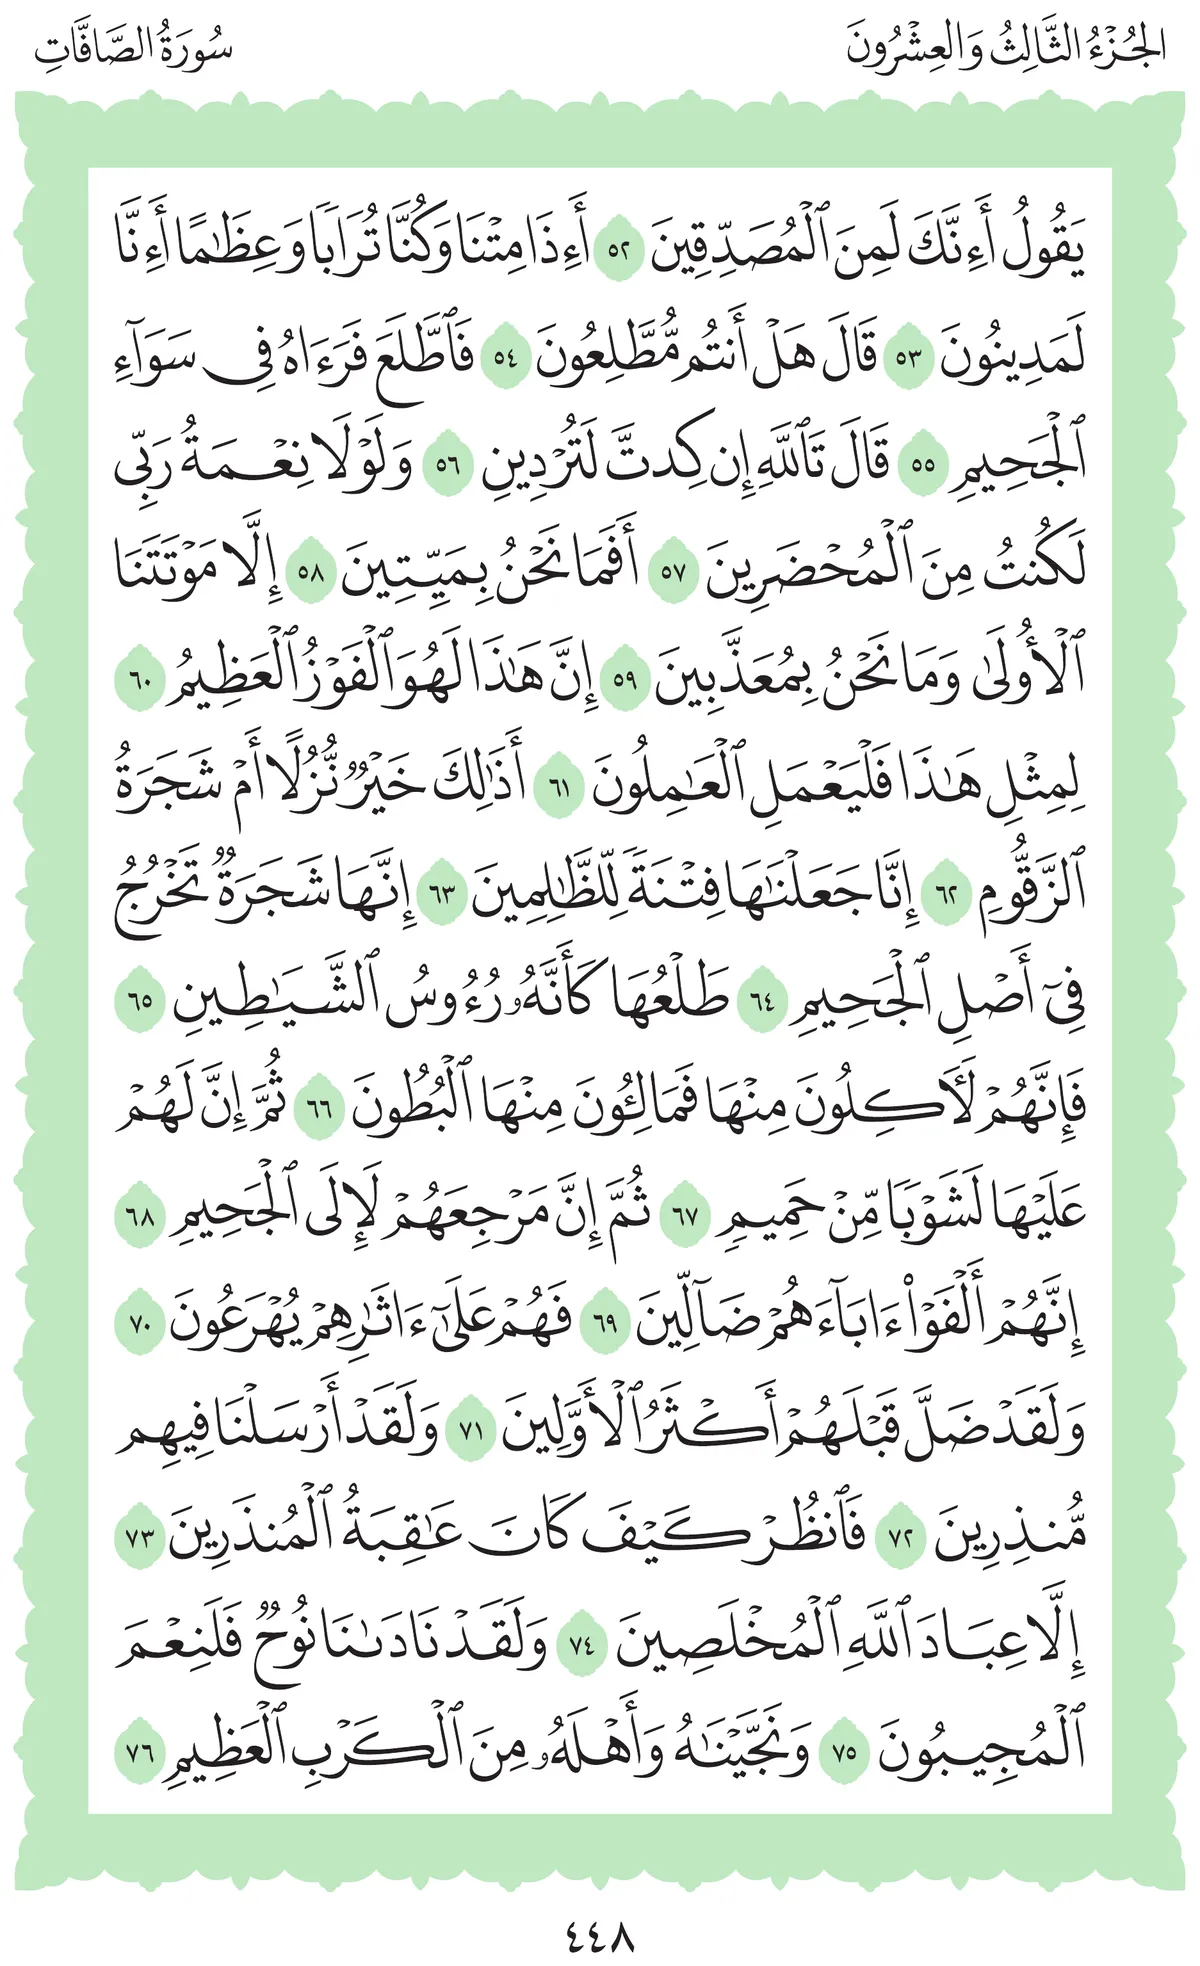 الجُزْءُ الثَّالِثُ وَالعِشْرُونَ
سُورَةُ الصَّافَّاتِ
يَقُولُ أَءِنَّكَ لَمِنَ ٱلْمُصَدِّقِينَ ٥٢ أَءِذَا مِتْنَا وَكُنَّا تُرَابٗا وَعِظَٰمًا أَءِنَّا
لَمَدِينُونَ ٥٣ قَالَ هَلْ أَنتُم مُّطَّلِعُونَ ٥٤ فَٱطَّلَعَ فَرَءَاهُ فِي سَوَآءِ
ٱلْجَحِيمِ ٥٥ قَالَ تَٱللَّهِ إِن كِدتَّ لَتُرْدِينِ ٥٦ وَلَوْلَا نِعْمَةُ رَبِّي
لَكُنتُ مِنَ ٱلْمُحْضَرِينَ ٥٧ أَفَمَا نَحْنُ بِمَيِّتِينَ ٥٨ إِلَّا مَوْتَتَنَا
ٱلْأُولَىٰ وَمَا نَحْنُ بِمُعَذَّبِينَ ٥٩ إِنَّ هَٰذَا لَهُوَ ٱلْفَوْزُ ٱلْعَظِيمُ ٦٠
لِمِثْلِ هَٰذَا فَلْيَعْمَلِ ٱلْعَٰمِلُونَ ٦١ أَذَٰلِكَ خَيْرٞ نُّزُلًا أَمْ شَجَرَةُ
ٱلزَّقُّومِ ٦٢ إِنَّا جَعَلْنَٰهَا فِتْنَةٗ لِّلظَّٰلِمِينَ ٦٣ إِنَّهَا شَجَرَةٞ تَخْرُجُ
فِيٓ أَصْلِ ٱلْجَحِيمِ ٦٤ طَلْعُهَا كَأَنَّهُۥ رُءُوسُ ٱلشَّيَٰطِينِ ٦٥
فَإِنَّهُمْ لَأٓكِلُونَ مِنْهَا فَمَالِـُٔونَ مِنْهَا ٱلْبُطُونَ ٦٦ ثُمَّ إِنَّ لَهُمْ
عَلَيْهَا لَشَوْبٗا مِّنْ حَمِيمٖ ٦٧ ثُمَّ إِنَّ مَرْجِعَهُمْ لَإِلَى ٱلْجَحِيمِ ٦٨
إِنَّهُمْ أَلْفَوْا۟ ءَابَآءَهُمْ ضَآلِّينَ ٦٩ فَهُمْ عَلَىٰٓ ءَاثَٰرِهِمْ يُهْرَعُونَ ٧٠
وَلَقَدْ ضَلَّ قَبْلَهُمْ أَكْثَرُ ٱلْأَوَّلِينَ ٧١ وَلَقَدْ أَرْسَلْنَا فِيهِم
مُّنذِرِينَ ٧٢ فَٱنظُرْ كَيْفَ كَانَ عَٰقِبَةُ ٱلْمُنذَرِينَ ٧٣
إِلَّا عِبَادَ ٱللَّهِ ٱلْمُخْلَصِينَ ٧٤ وَلَقَدْ نَادَىٰنَا نُوحٞ فَلَنِعْمَ
ٱلْمُجِيبُونَ ٧٥ وَنَجَّيْنَٰهُ وَأَهْلَهُۥ مِنَ ٱلْكَرْبِ ٱلْعَظِيمِ ٧٦
٤٤٨